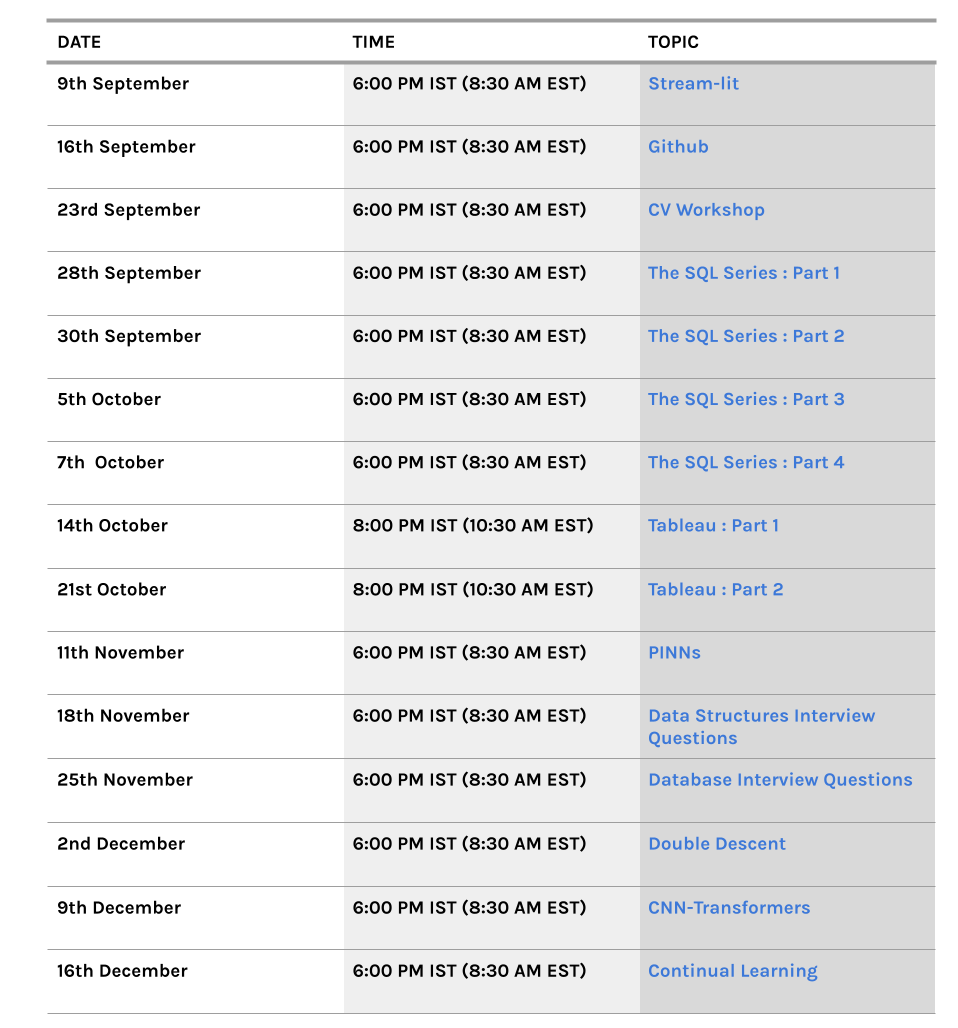 DATE TIME TOPIC
9th September 6:00 PM IST (8:30 AM EST) Stream-lit
16th September 6:00 PM IST (8:30 AM EST) Github
23rd September 6:00 PM IST (8:30 AM EST) CV Workshop
28th September 6:00 PM IST (8:30 AM EST) The SQL Series : Part 1
30th September 6:00 PM IST (8:30 AM EST) The SQL Series : Part 2
5th October 6:00 PM IST (8:30 AM EST) The SQL Series : Part 3
7th  October 6:00 PM IST (8:30 AM EST) The SQL Series : Part 4
14th October 8:00 PM IST (10:30 AM EST) Tableau : Part 1
21st October 8:00 PM IST (10:30 AM EST) Tableau : Part 2
11th November 6:00 PM IST (8:30 AM EST) PINNs
18th November 6:00 PM IST (8:30 AM EST) Data Structures Interview
Questions
25th November 6:00 PM IST (8:30 AM EST) Database Interview Questions
2nd December 6:00 PM IST (8:30 AM EST) Double Descent
9th December 6:00 PM IST (8:30 AM EST) CNN-Transformers
16th December 6:00 PM IST (8:30 AM EST) Continual Learning